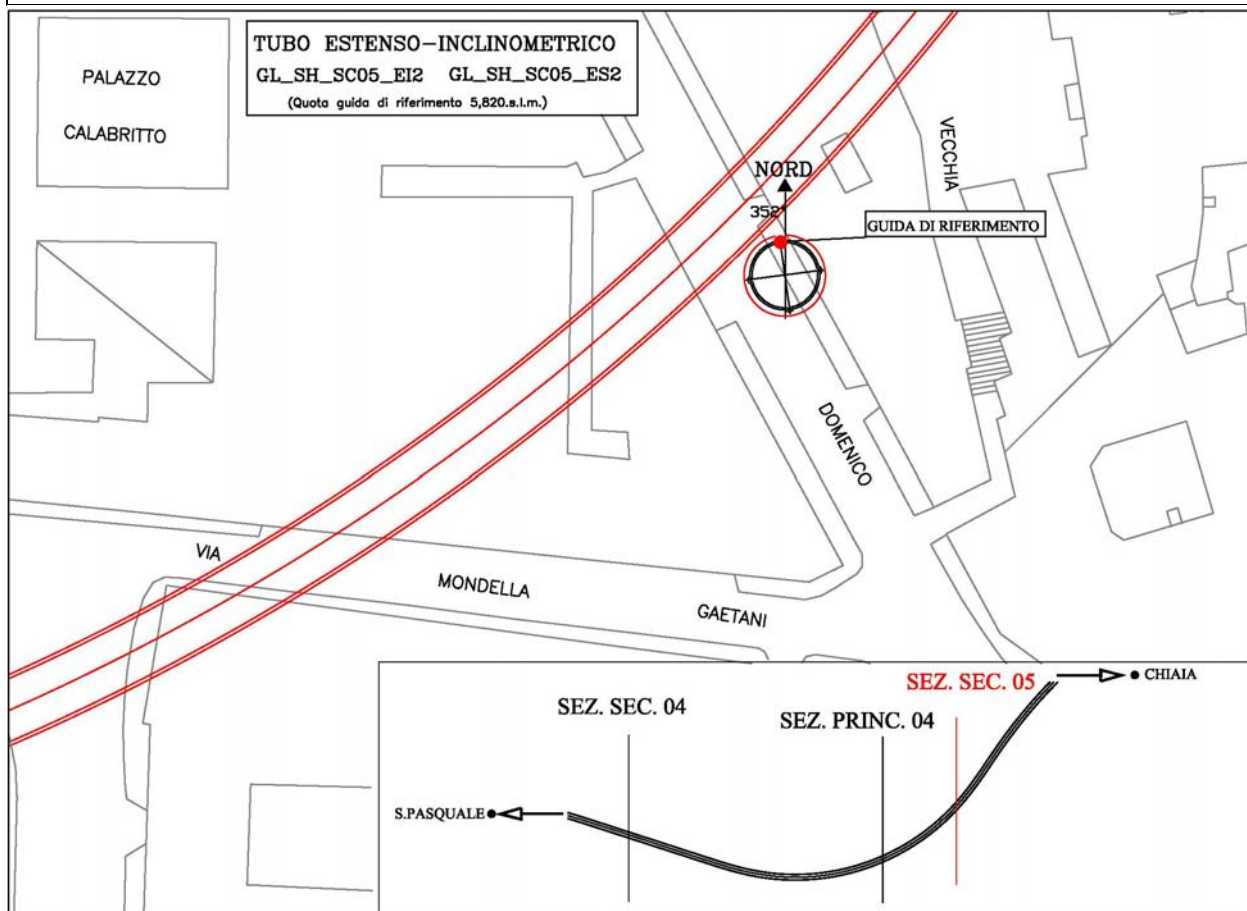 TUBO ESTENSO-INCLINOMETRICO
GL_SH_SC05_EI2 GL_SH_SC05_ES2
(Quota guida di riferimento 5,820.s.l.m.)
PALAZZO
CALABRITTO
VECCHIA
NORD
352°
GUIDA DI RIFERIMENTO
DOMENICO
VIA
MONDELLA
GAETANI
SEZ. SEC. 05
CHIAIA
SEZ. SEC. 04
SEZ. PRINC. 04
S.PASQUALE